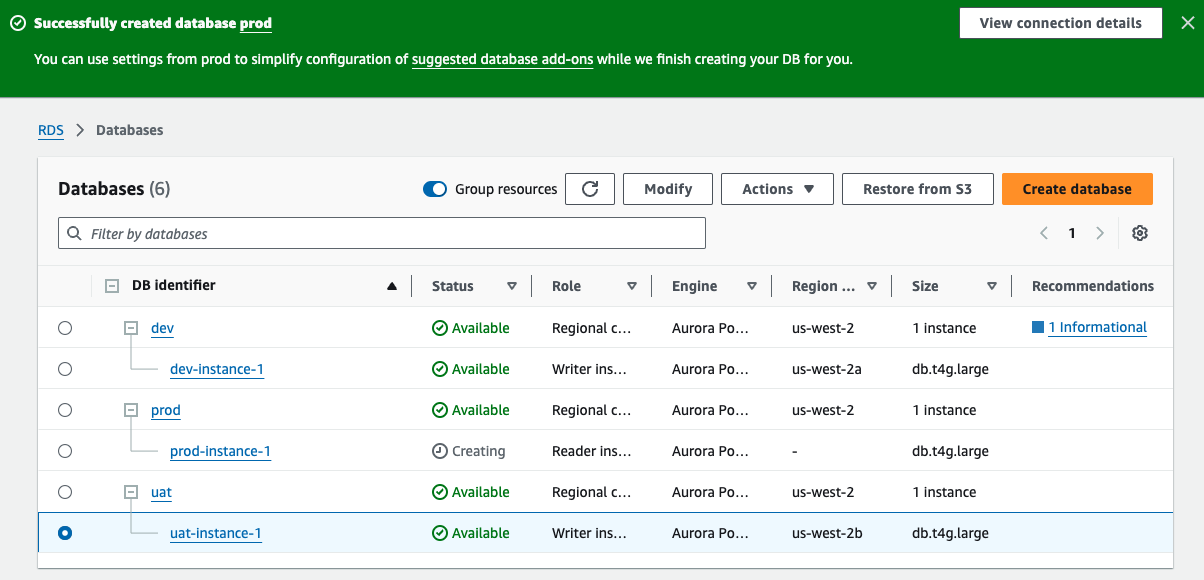 Successfully created database prod
View connection details
You can use settings from prod to simplify configuration of suggested database add-ons while we finish creating your DB for you.
RDS > Databases
Databases (6)
Group resources
Modify
Actions
Restore from S3
Create database
Filter by databases
1
DB identifier Status Role Engine Region ... Size Recommendations
dev Available Regional c... Aurora Po... us-west-2 1 instance 1 Informational
dev-instance-1 Available Writer ins... Aurora Po... us-west-2a db.t4g.large
prod Available Regional c... Aurora Po... us-west-2 1 instance
prod-instance-1 Creating Reader ins... Aurora Po... - db.t4g.large
uat Available Regional c... Aurora Po... us-west-2 1 instance
uat-instance-1 Available Writer ins... Aurora Po... us-west-2b db.t4g.large